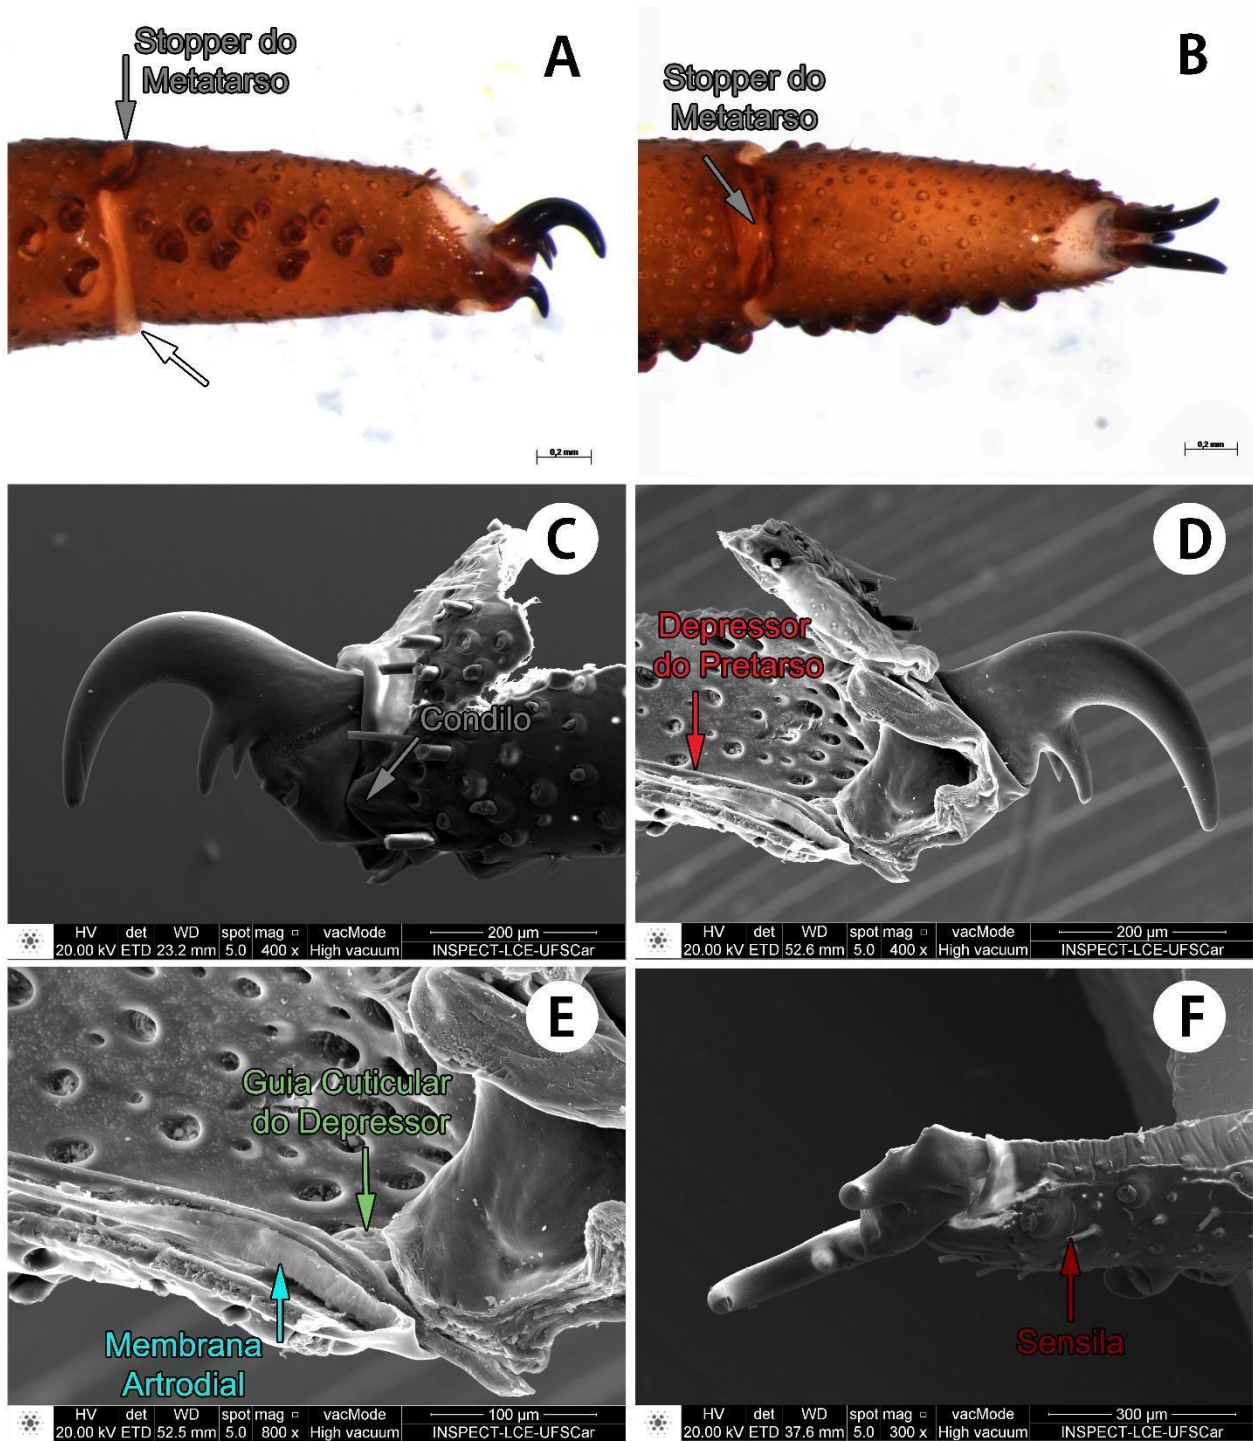 Stopper do
Metatarso
A
0,2 mm
Stopper do
Metatarso
B
0,2 mm
C
Condilo
HV det WD spot mag □ vacMode 200 µm
20.00 kV ETD 23.2 mm 5.0 400 x High vacuum INSPECT-LCE-UFSCar
D
Depressor
do Pretarso
HV det WD spot mag □ vacMode 200 µm
20.00 kV ETD 52.6 mm 5.0 400 x High vacuum INSPECT-LCE-UFSCar
E
Guia Cuticular
do Depressor
Membrana
Artrodial
HV det WD spot mag □ vacMode 100 µm
20.00 kV ETD 52.5 mm 5.0 800 x High vacuum INSPECT-LCE-UFSCar
F
Sensila
HV det WD spot mag □ vacMode 300 µm
20.00 kV ETD 37.6 mm 5.0 300 x High vacuum INSPECT-LCE-UFSCar